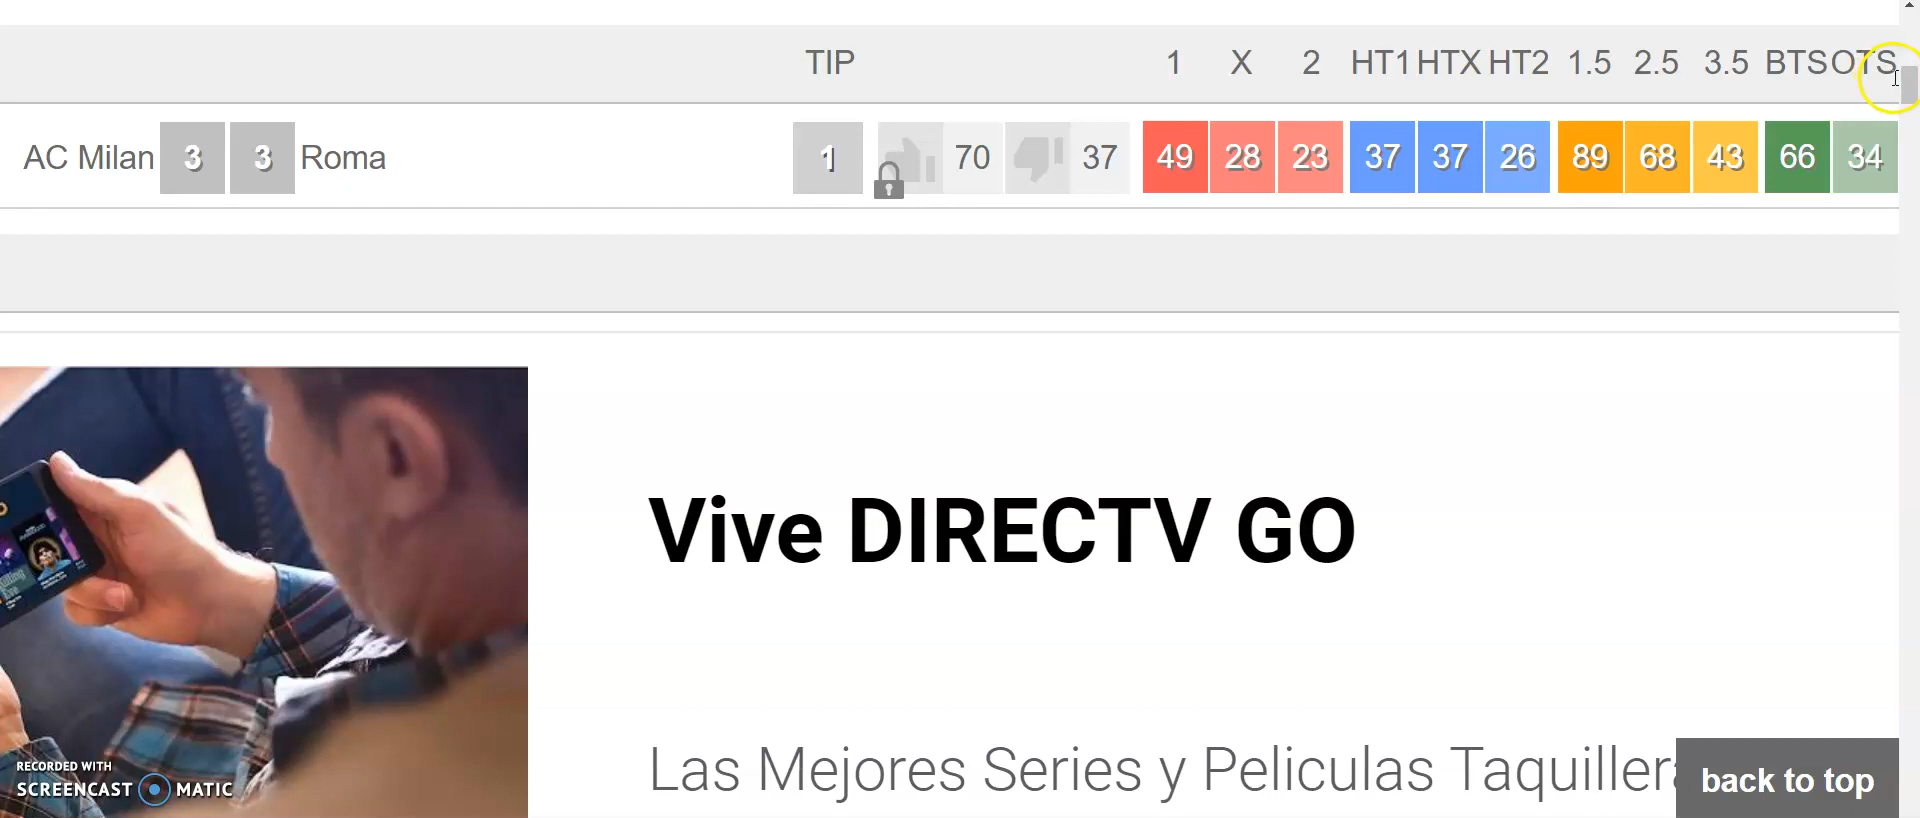 TIP 1 X 2 HT1 HTX HT2 1.5 2.5 3.5 BTS OTS
AC Milan 3 3 Roma 1 70 37 49 28 23 37 37 26 89 68 43 66 34
Vive DIRECTV GO
Las Mejores Series y Peliculas Taquillera
back to top
RECORDED WITH
SCREENCAST MATIC